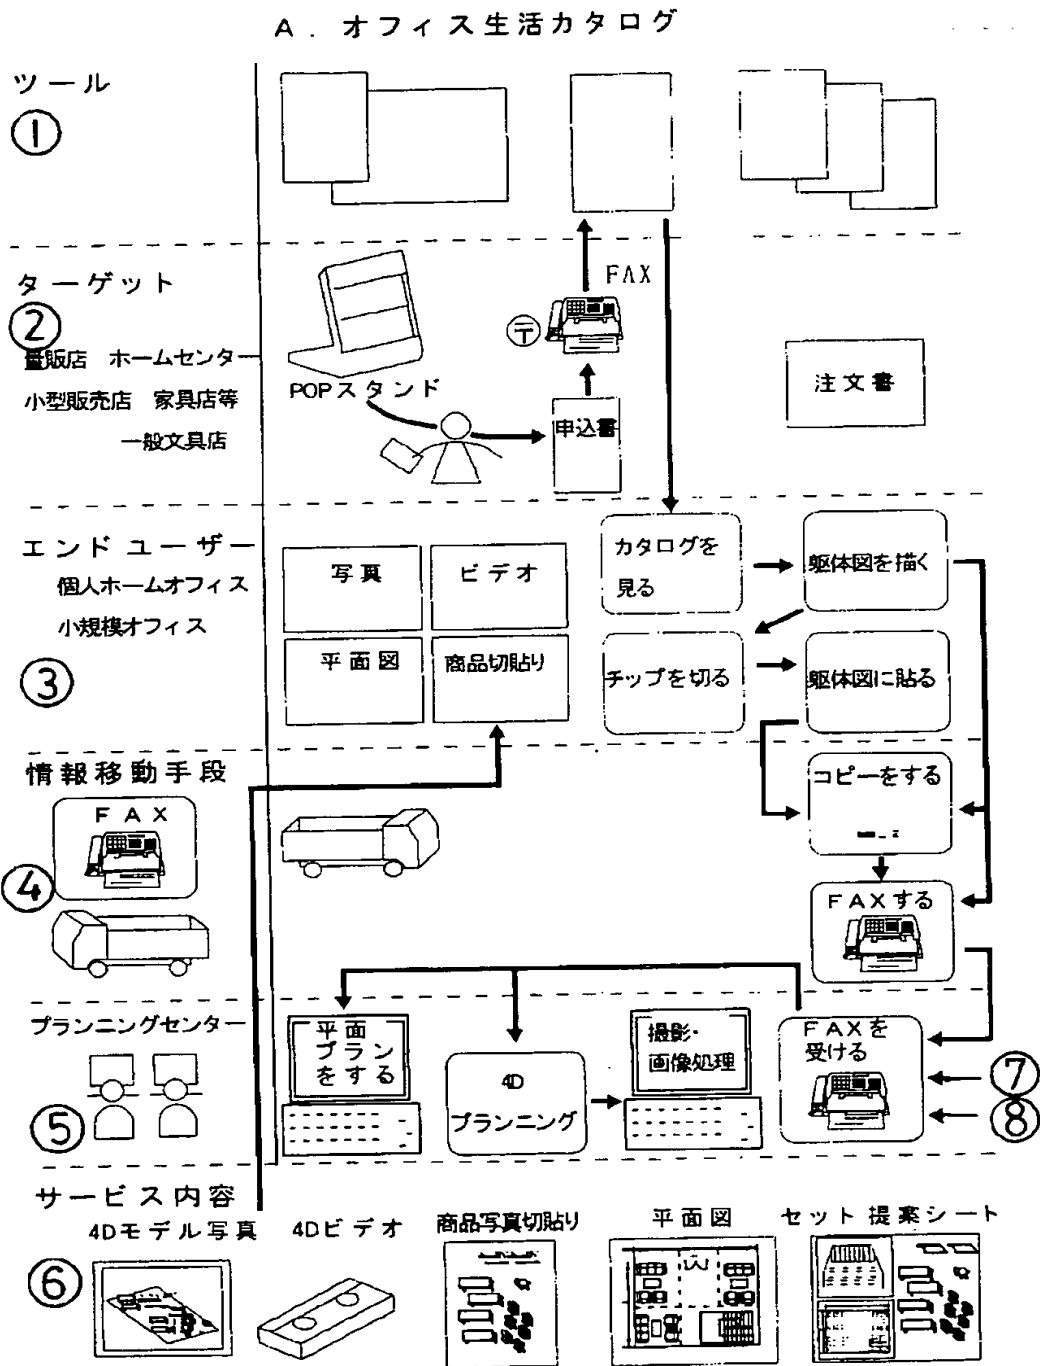 A．オフィス生活カタログ
ツール
①
ターゲット
②
量販店 ホームセンター
小型販売店 家具店等
一般文具店
POPスタンド
〒
FAX
申込書
注文書
エンドユーザー
個人ホームオフィス
小規模オフィス
③
写真
ビデオ
平面図
商品切貼り
カタログを
見る
躯体図を描く
チップを切る
躯体図に貼る
情報移動手段
FAX
④
コピーをする
FAXする
プランニングセンター
⑤
平面
プラン
をする
4D
プランニング
撮影・
画像処理
FAXを
受ける
⑦
⑧
サービス内容
⑥
4Dモデル写真
4Dビデオ
商品写真切貼り
平面図
セット提案シート